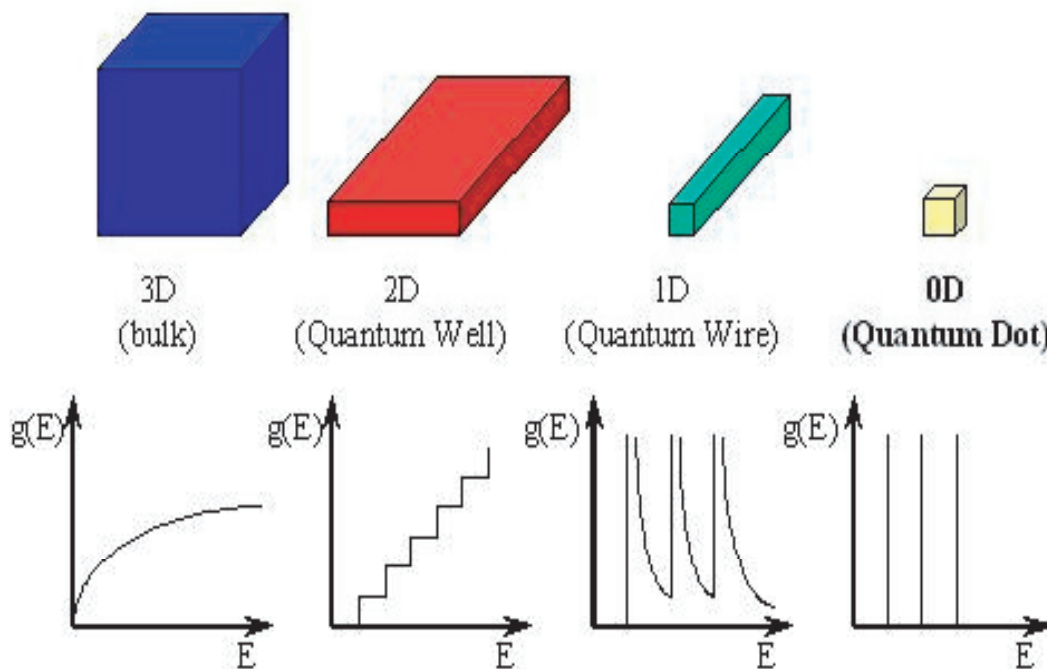 3D
(bulk)
2D
(Quantum Well)
1D
(Quantum Wire)
0D
(Quantum Dot)
g(E)
E
g(E)
E
g(E)
E
g(E)
E